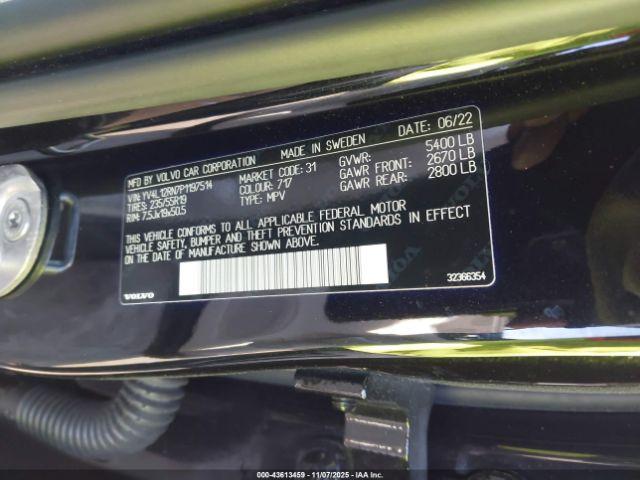 MFD BY VOLVO CAR CORPORATION MADE IN SWEDEN DATE: 06/22
VIN: YV4L12RN7P1197514 MARKET CODE: 31 GVWR: 5400 LB
TIRES: 235/55R19 COLOUR: 717 GAWR FRONT: 2670 LB
RIM: 7.5Jx19x50.5 TYPE: MPV GAWR REAR: 2800 LB
THIS VEHICLE CONFORMS TO ALL APPLICABLE FEDERAL MOTOR
VEHICLE SAFETY, BUMPER AND THEFT PREVENTION STANDARDS IN EFFECT
ON THE DATE OF MANUFACTURE SHOWN ABOVE.
32366354
VOLVO
00-43613459 11/07/2025 IAA Inc.